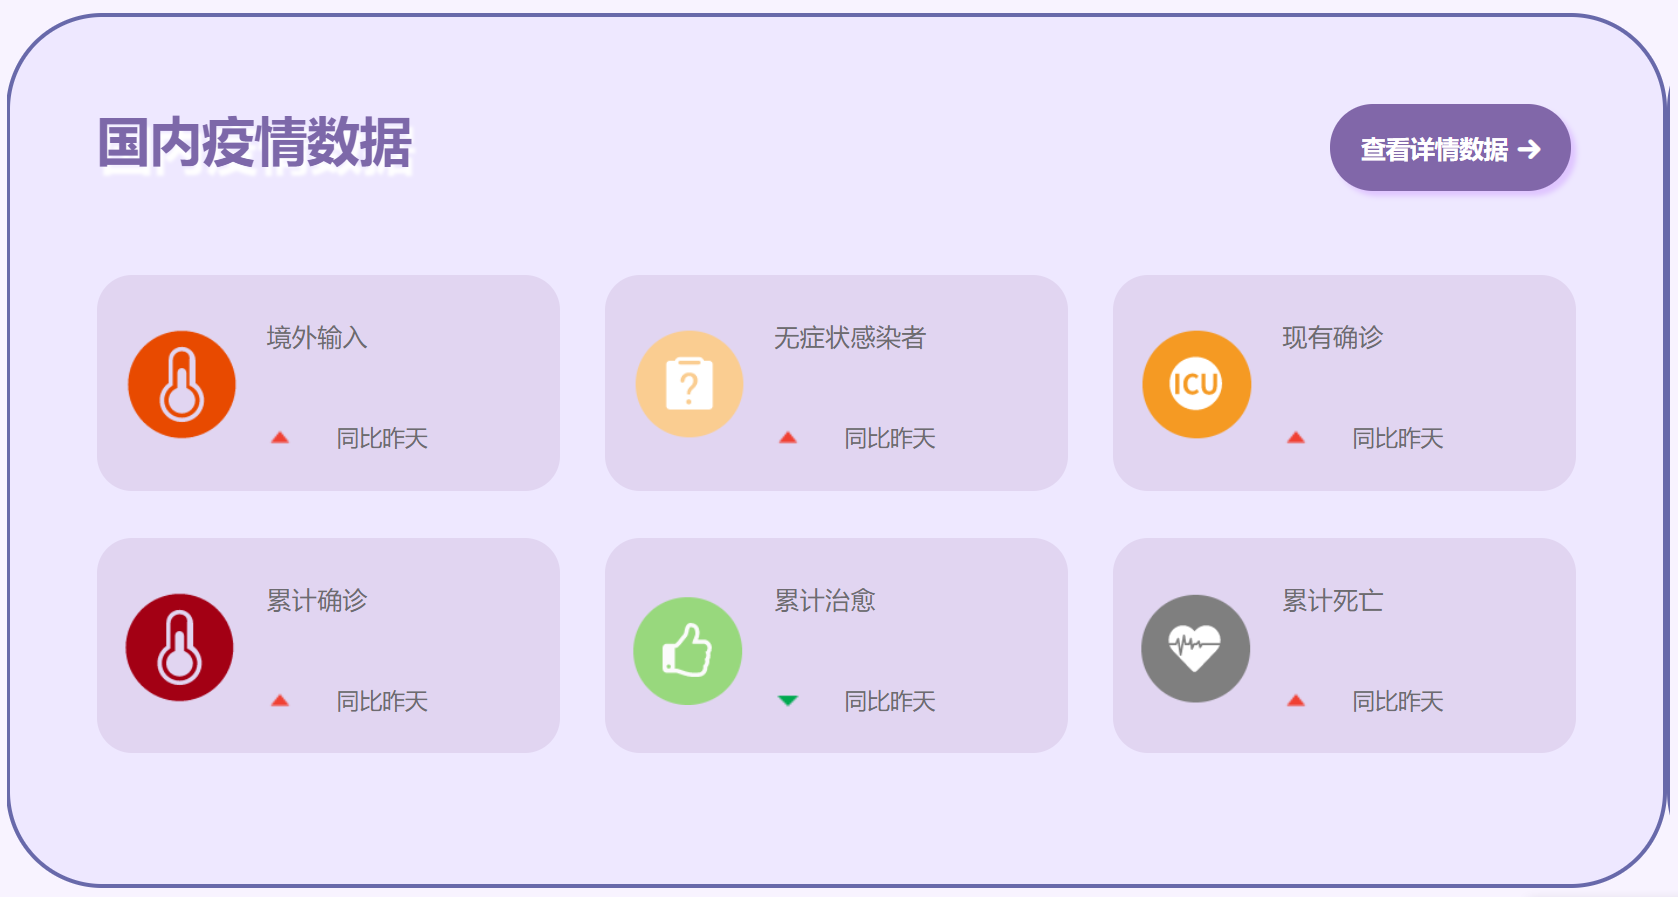 国内疫情数据
查看详情数据 →
境外输入
同比昨天
无症状感染者
同比昨天
ICU
现有确诊
同比昨天
累计确诊
同比昨天
累计治愈
同比昨天
累计死亡
同比昨天